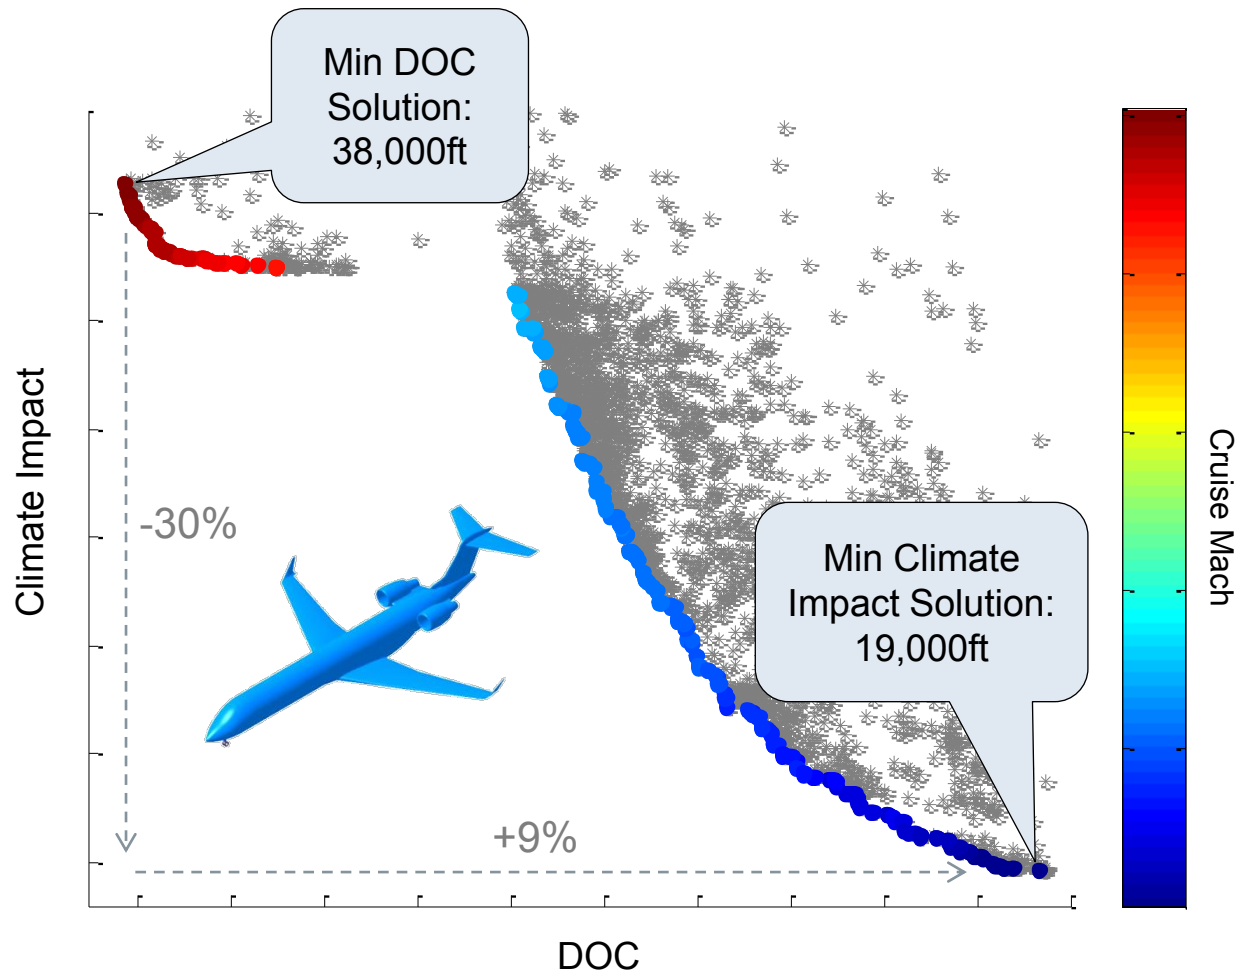 Min DOC
Solution:
38,000ft
Climate Impact
-30%
Min Climate
Impact Solution:
19,000ft
Cruise Mach
+9%
DOC